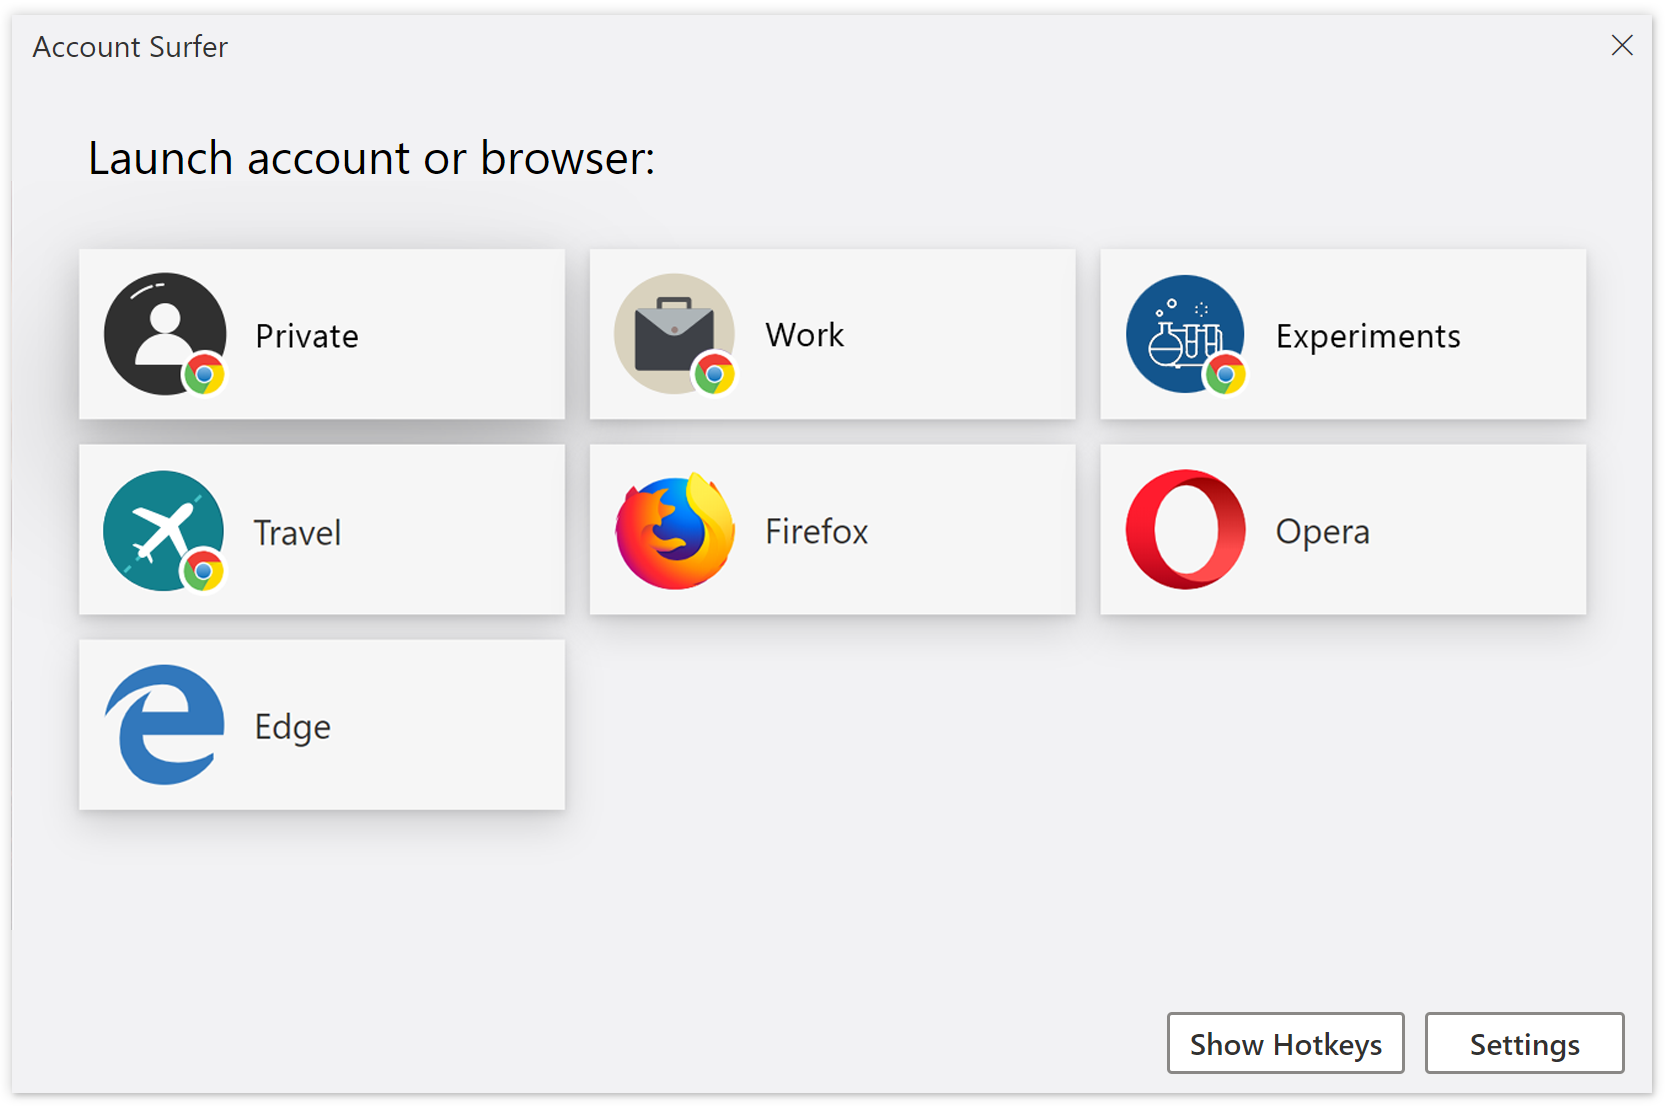 Account Surfer
Launch account or browser:
Private
Work
Experiments
Travel
Firefox
Opera
Edge
Show Hotkeys
Settings